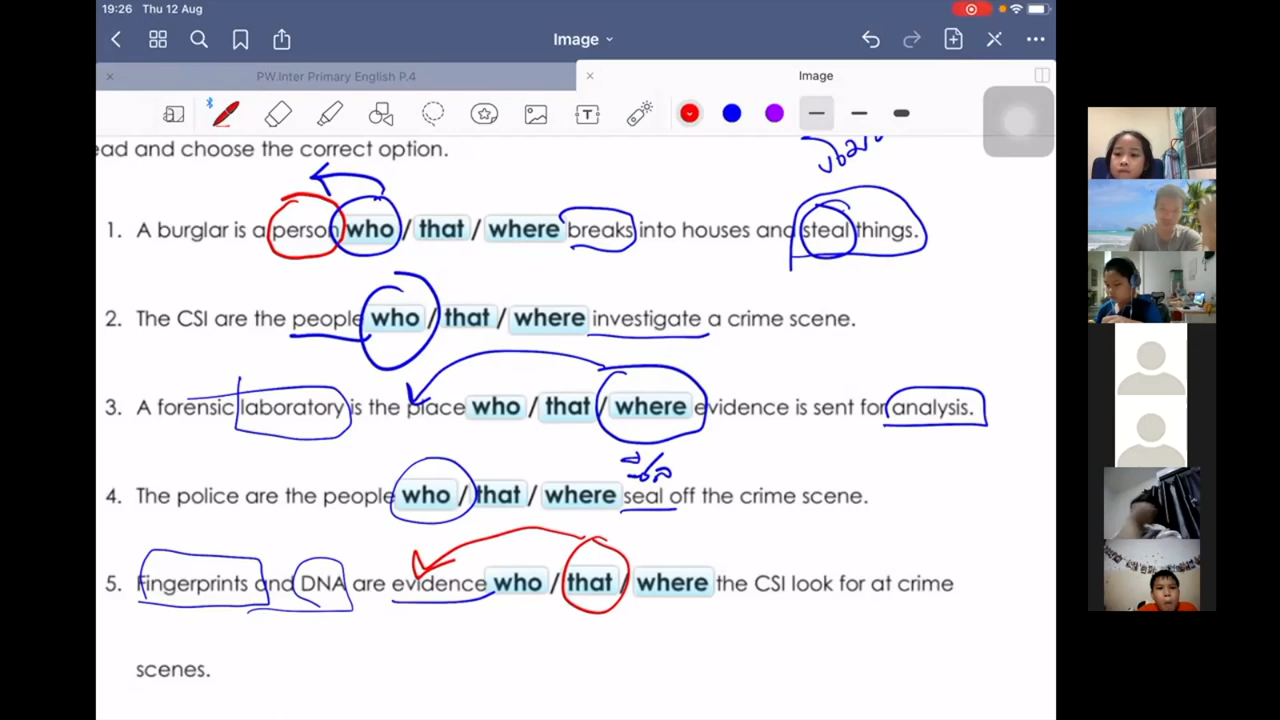 19:26 Thu 12 Aug
Image
PW.Inter Primary English P.4
Image
ead and choose the correct option.
1. A burglar is a person who / that / where breaks into houses and steal things.
2. The CSI are the people who / that / where investigate a crime scene.
3. A forensic laboratory is the place who / that / where evidence is sent for analysis.
4. The police are the people who / that / where seal off the crime scene.
5. Fingerprints and DNA are evidence who / that / where the CSI look for at crime
scenes.